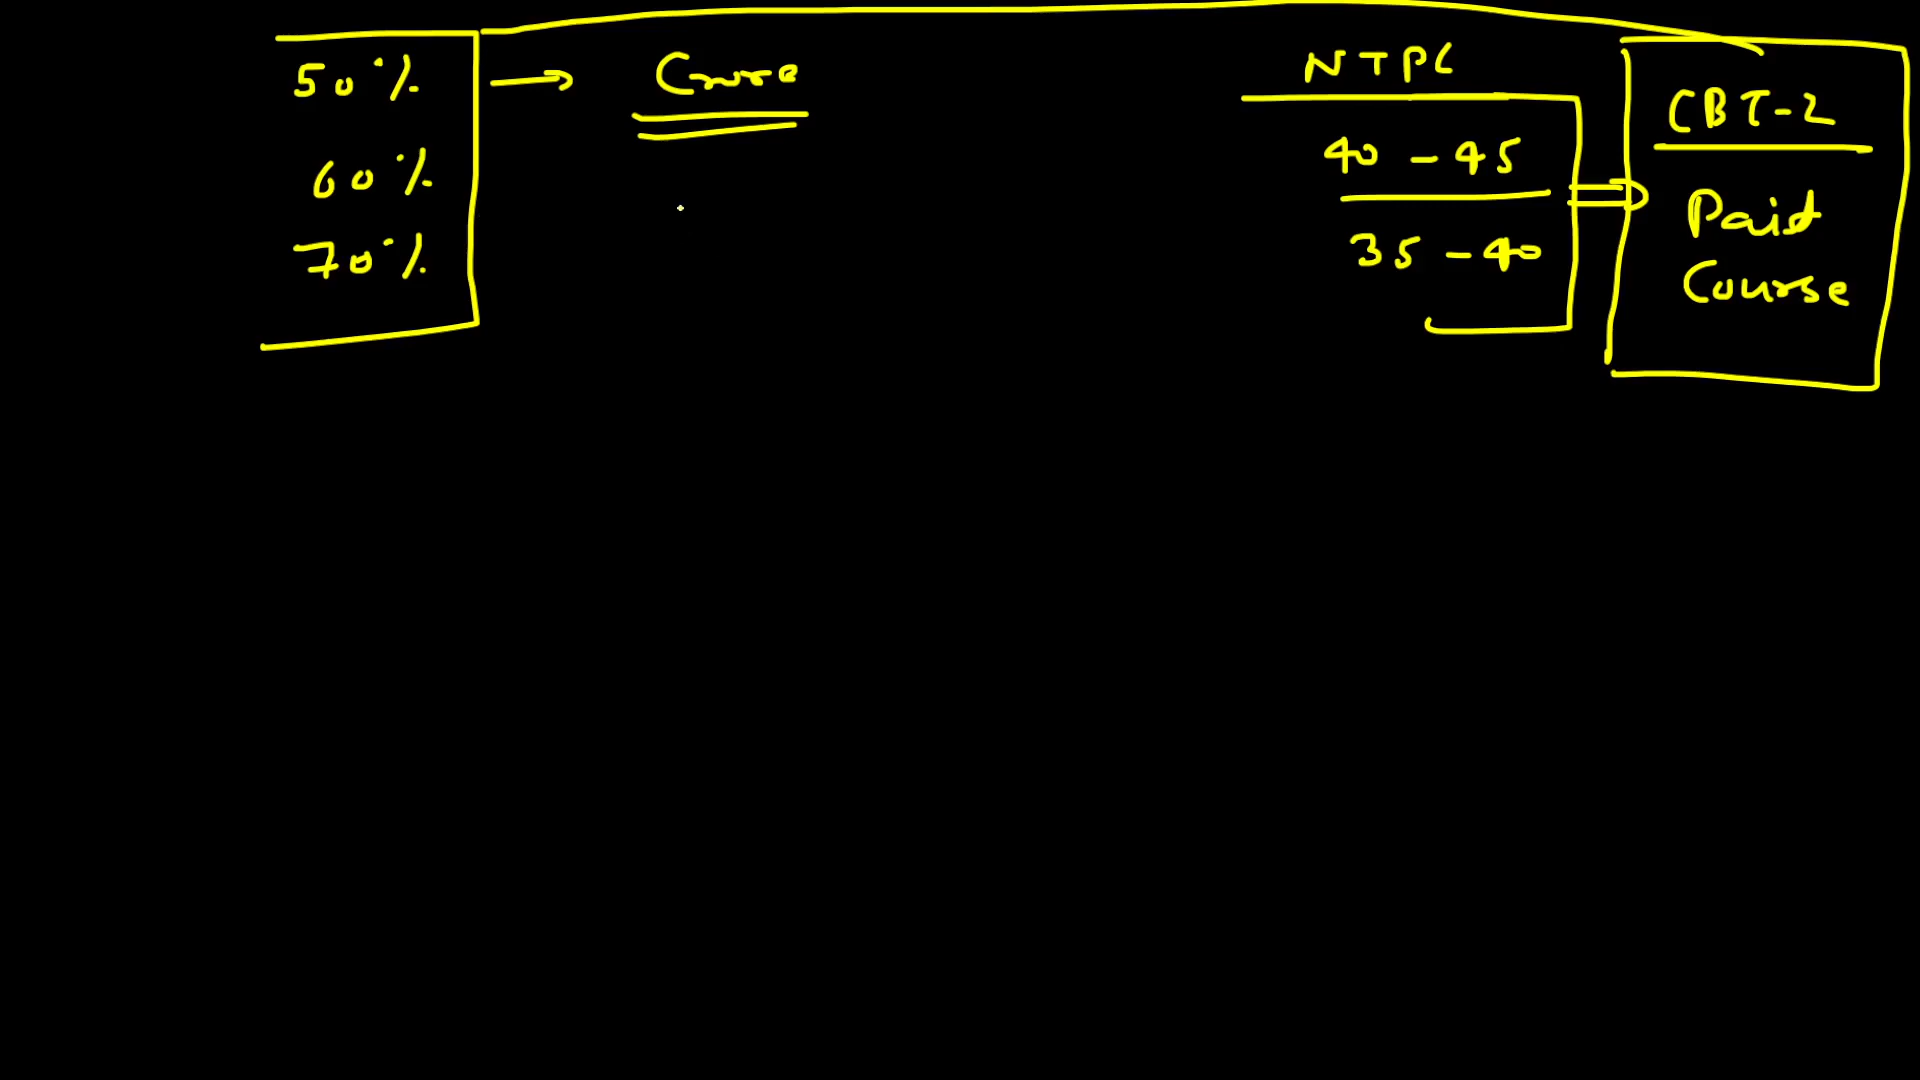 50% → Course
60%
70%
NTPC
40 - 45
35 - 40
CBT-2
Paid
Course